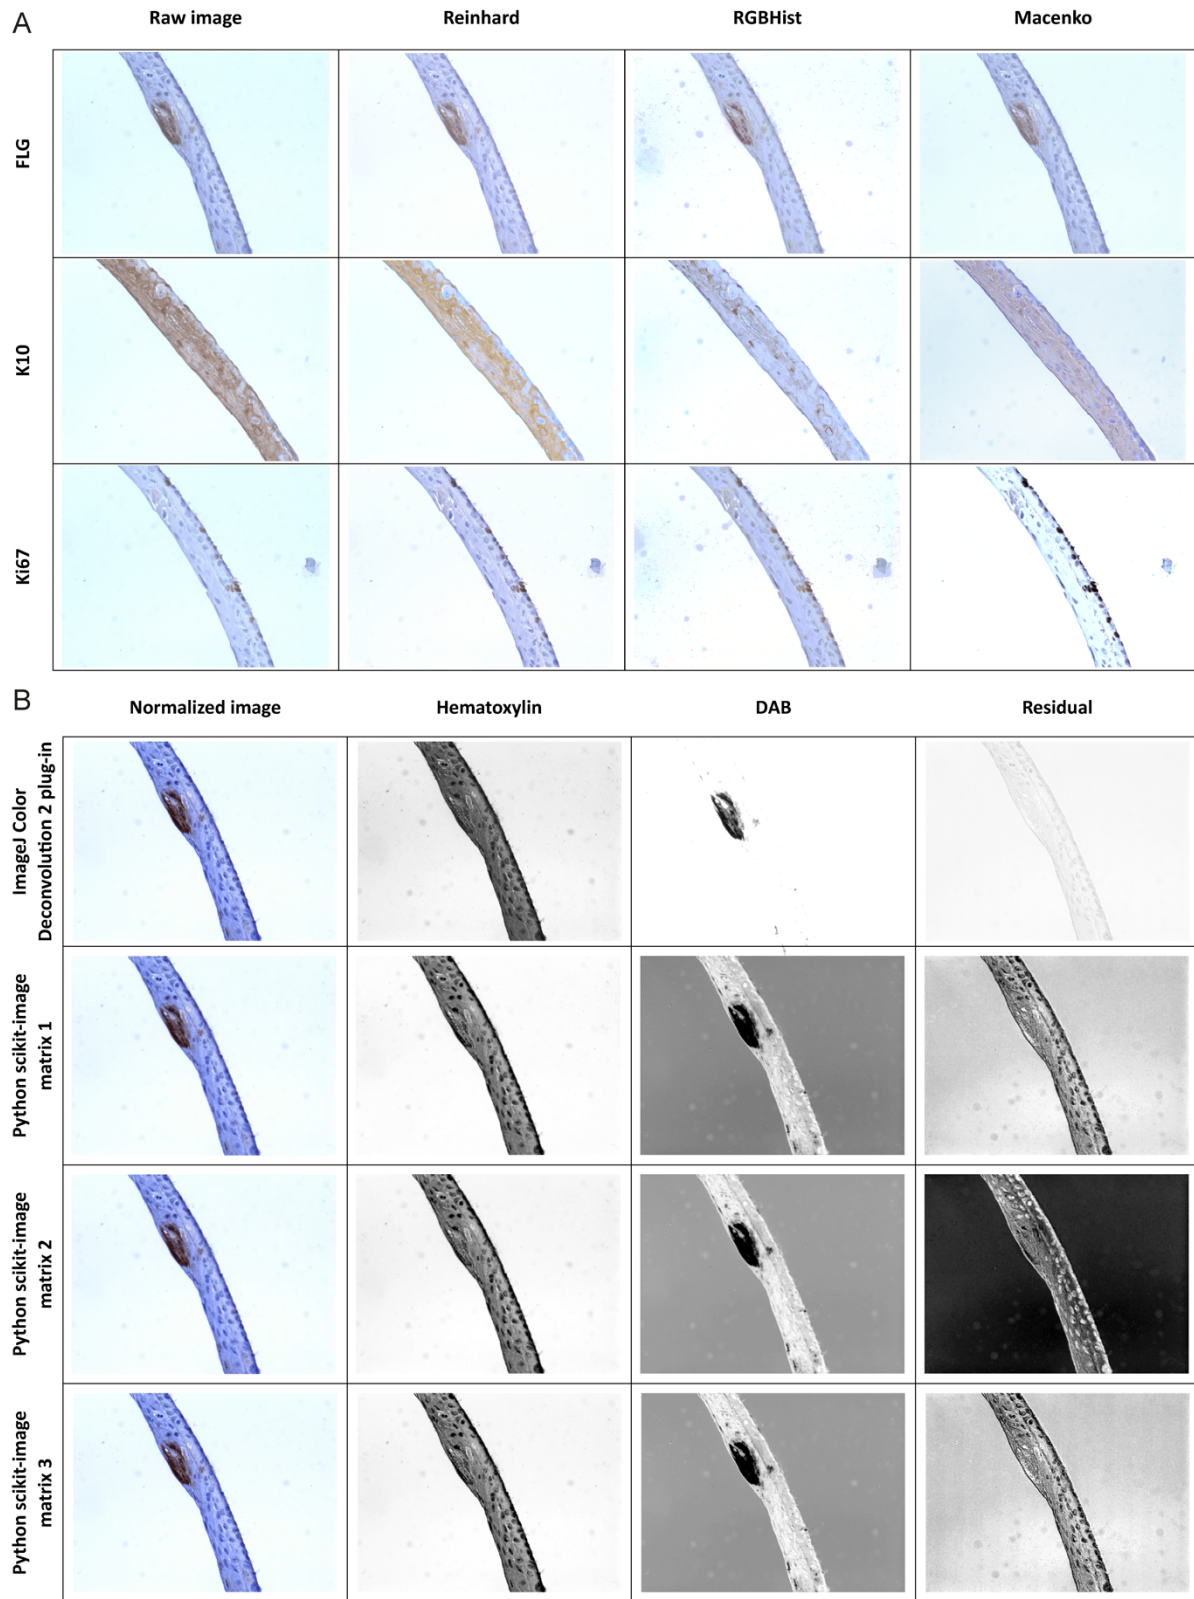 A
Raw image
Reinhard
RGBHist
Macenko
FLG
K10
Ki67
B
Normalized image
Hematoxylin
DAB
Residual
ImageJ Color
Deconvolution 2 plug-in
Python scikit-image
matrix 1
Python scikit-image
matrix 2
Python scikit-image
matrix 3